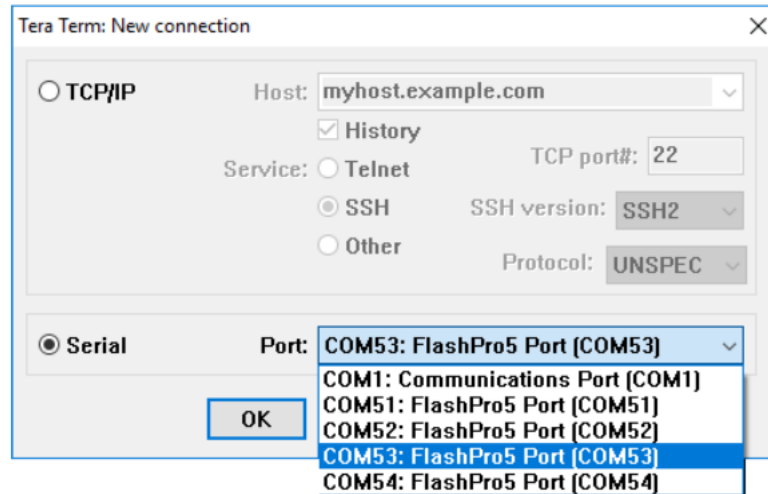 Tera Term: New connection
TCP/IP
Host: myhost.example.com
History
Service: Telnet
TCP port#: 22
SSH
SSH version: SSH2
Other
Protocol: UNSPEC
Serial
Port: COM53: FlashPro5 Port (COM53)
COM1: Communications Port (COM1)
COM51: FlashPro5 Port (COM51)
OK
COM52: FlashPro5 Port (COM52)
COM53: FlashPro5 Port (COM53)
COM54: FlashPro5 Port (COM54)